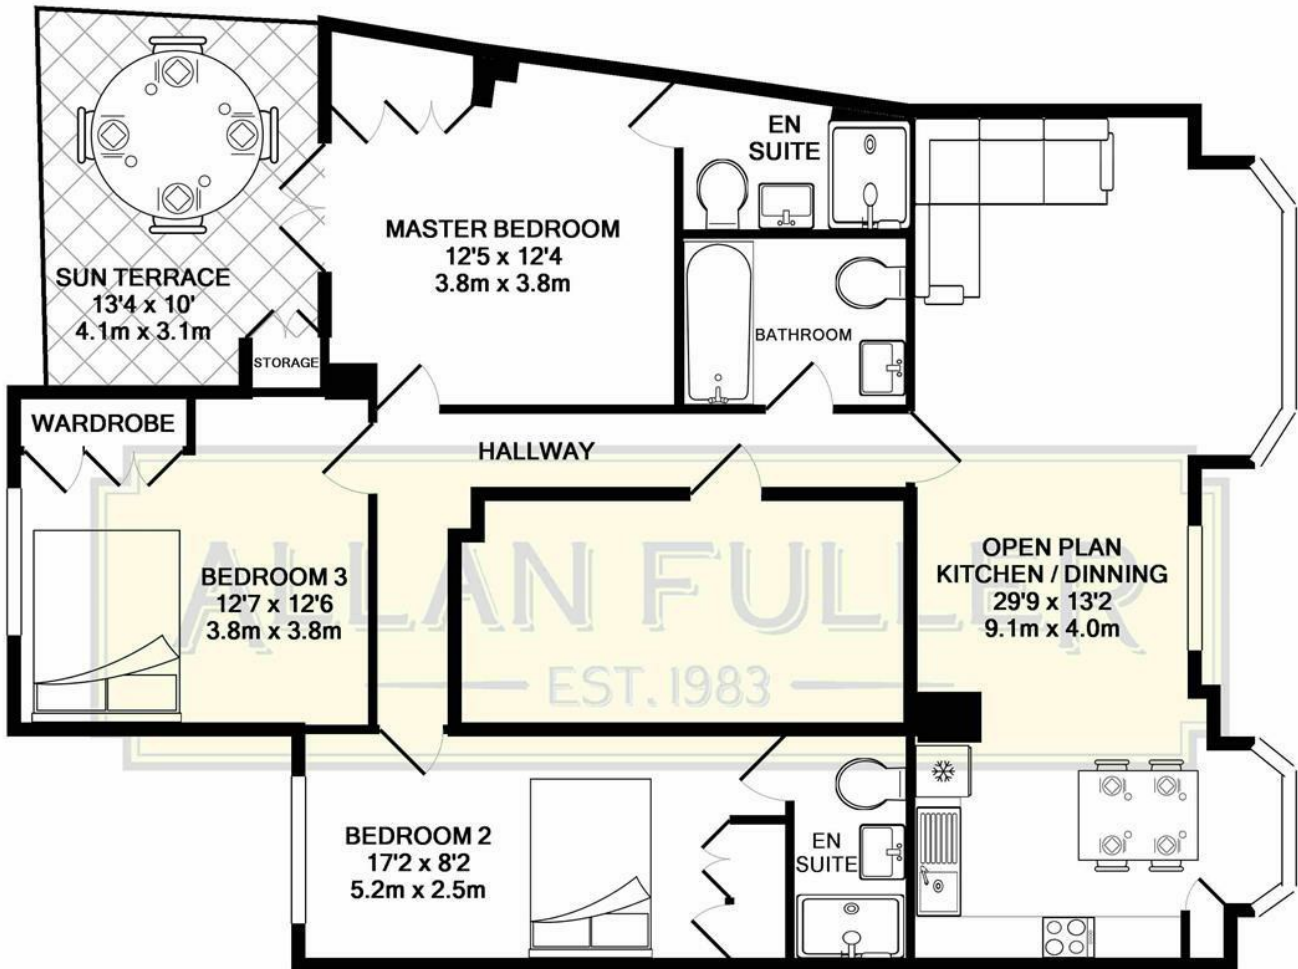 EN
SUITE
MASTER BEDROOM
12'5 x 12'4
3.8m x 3.8m
SUN TERRACE
13'4 x 10'
4.1m x 3.1m
BATHROOM
STORAGE
WARDROBE
HALLWAY
ALLAN FULLER
EST. 1983
BEDROOM 3
12'7 x 12'6
3.8m x 3.8m
OPEN PLAN
KITCHEN / DINNING
29'9 x 13'2
9.1m x 4.0m
BEDROOM 2
17'2 x 8'2
5.2m x 2.5m
EN
SUITE